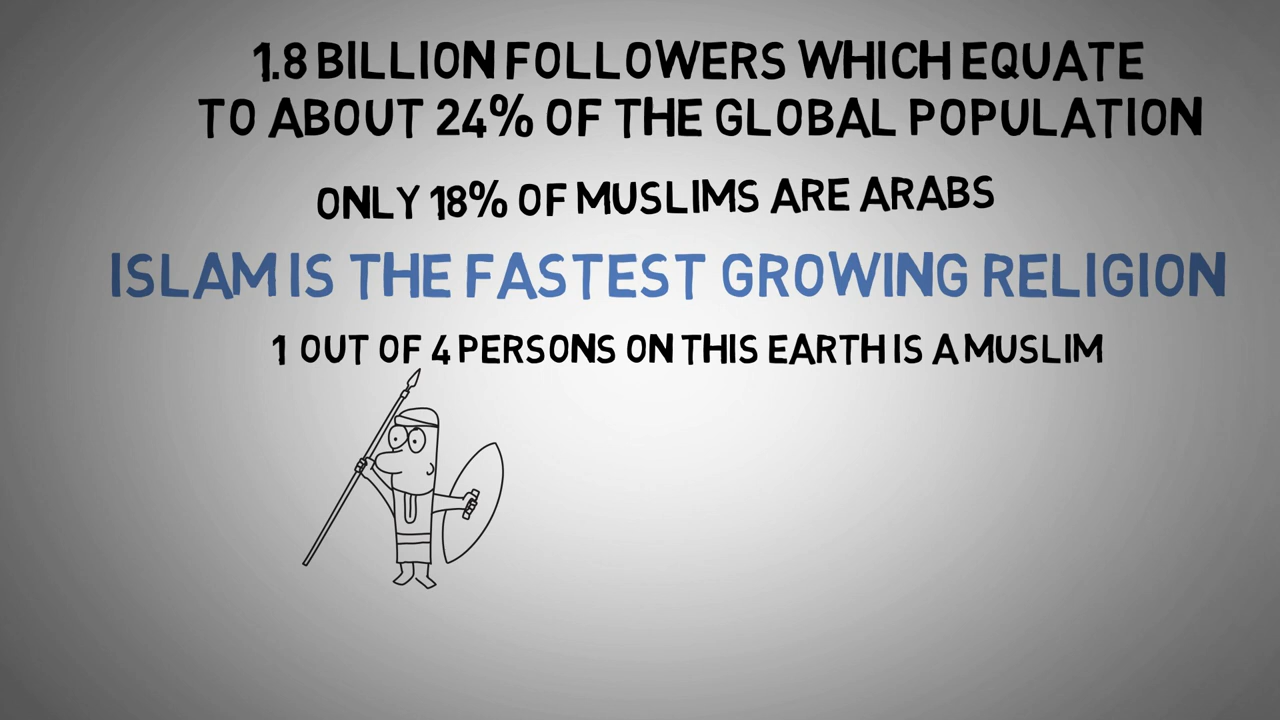 1.8 BILLION FOLLOWERS WHICH EQUATE
TO ABOUT 24% OF THE GLOBAL POPULATION
ONLY 18% OF MUSLIMS ARE ARABS
ISLAM IS THE FASTEST GROWING RELIGION
1 OUT OF 4 PERSONS ON THIS EARTH IS A MUSLIM